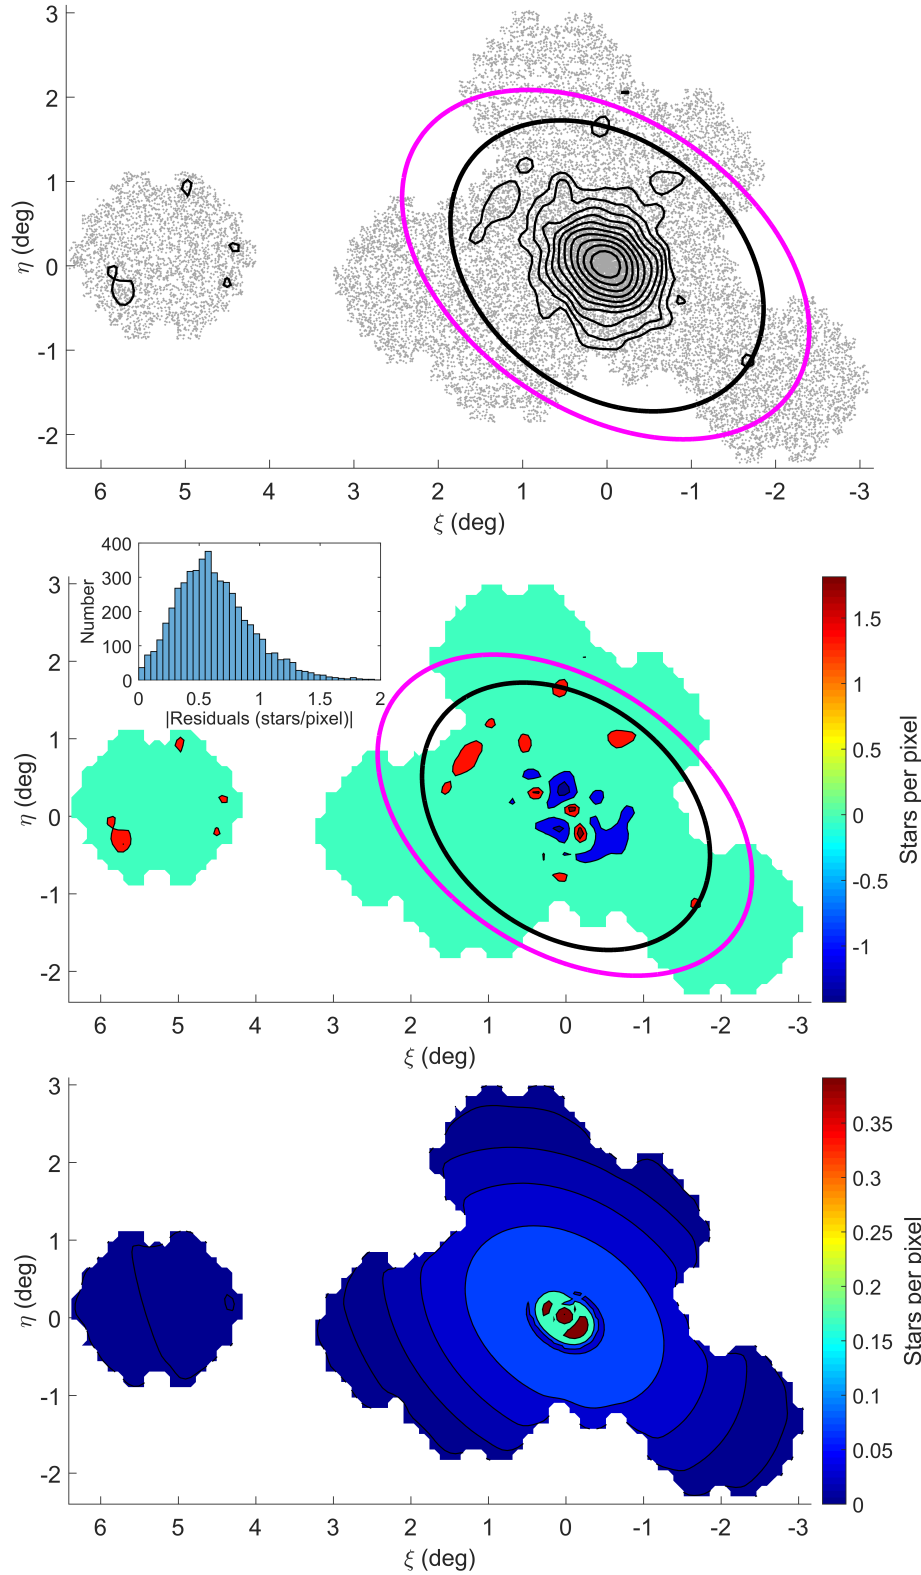 3
2
1
0
-1
-2
η (deg)
6 5 4 3 2 1 0 -1 -2 -3
ξ (deg)
400
300
200
100
0
Number
0 0.5 1 1.5 2
|Residuals (stars/pixel)|
3
2
1
0
-1
-2
η (deg)
6 5 4 3 2 1 0 -1 -2 -3
ξ (deg)
1.5
1
0.5
0
-0.5
-1
Stars per pixel
3
2
1
0
-1
-2
η (deg)
6 5 4 3 2 1 0 -1 -2 -3
ξ (deg)
0.35
0.3
0.25
0.2
0.15
0.1
0.05
0
Stars per pixel